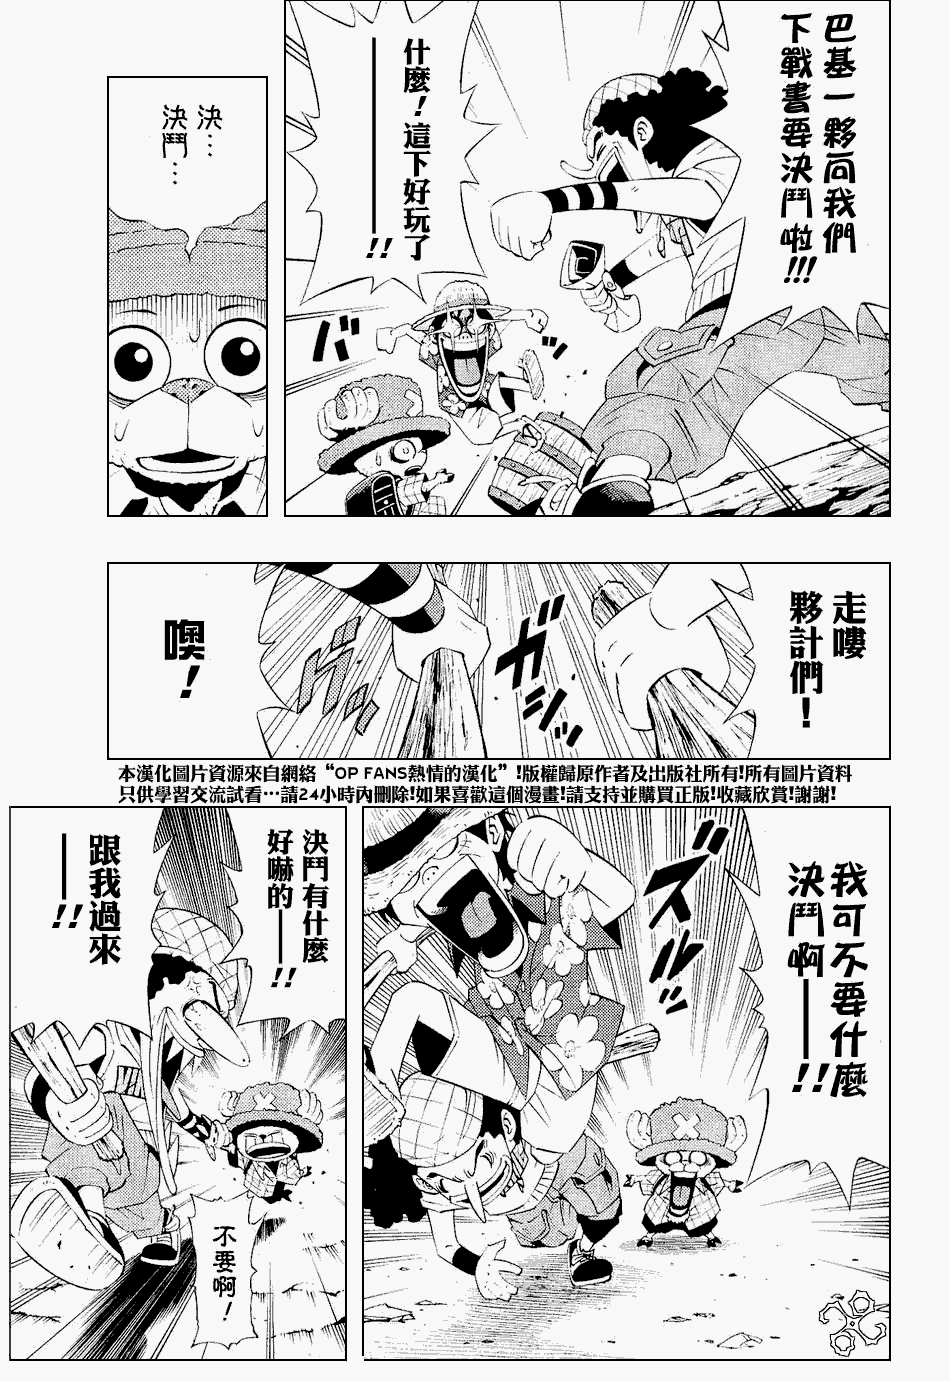 巴基一夥向我們
下戰書要決鬥啦!!!
什麼！這下好玩了
——!!
決…
決鬥…
バッ
走嘍
夥計們！
噢！
ガッ
ガッ
本漢化圖片資源來自網絡“OP FANS熱情的漢化”!版權歸原作者及出版社所有!所有圖片資料
只供學習交流試看…請24小時內刪除!如果喜歡這個漫畫!請支持並購買正版!收藏欣賞!謝謝!
我可不要什麼
決鬥啊——!!
ズルッ
決鬥有什麼
好嚇的——!!
跟我過來
——!!
不要啊！